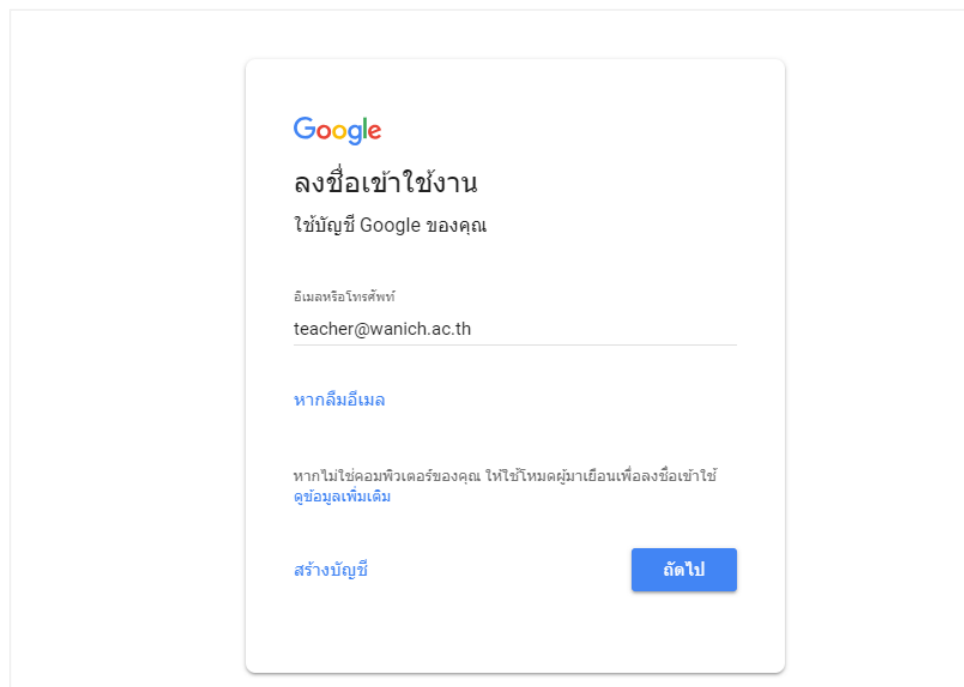 Google
ลงชื่อเข้าใช้งาน
ใช้บัญชี Google ของคุณ
อีเมลหรือโทรศัพท์
teacher@wanich.ac.th
หากลืมอีเมล
หากไม่ใช่คอมพิวเตอร์ของคุณ ให้ใช้โหมดผู้มาเยือนเพื่อลงชื่อเข้าใช้
ดูข้อมูลเพิ่มเติม
สร้างบัญชี
ถัดไป